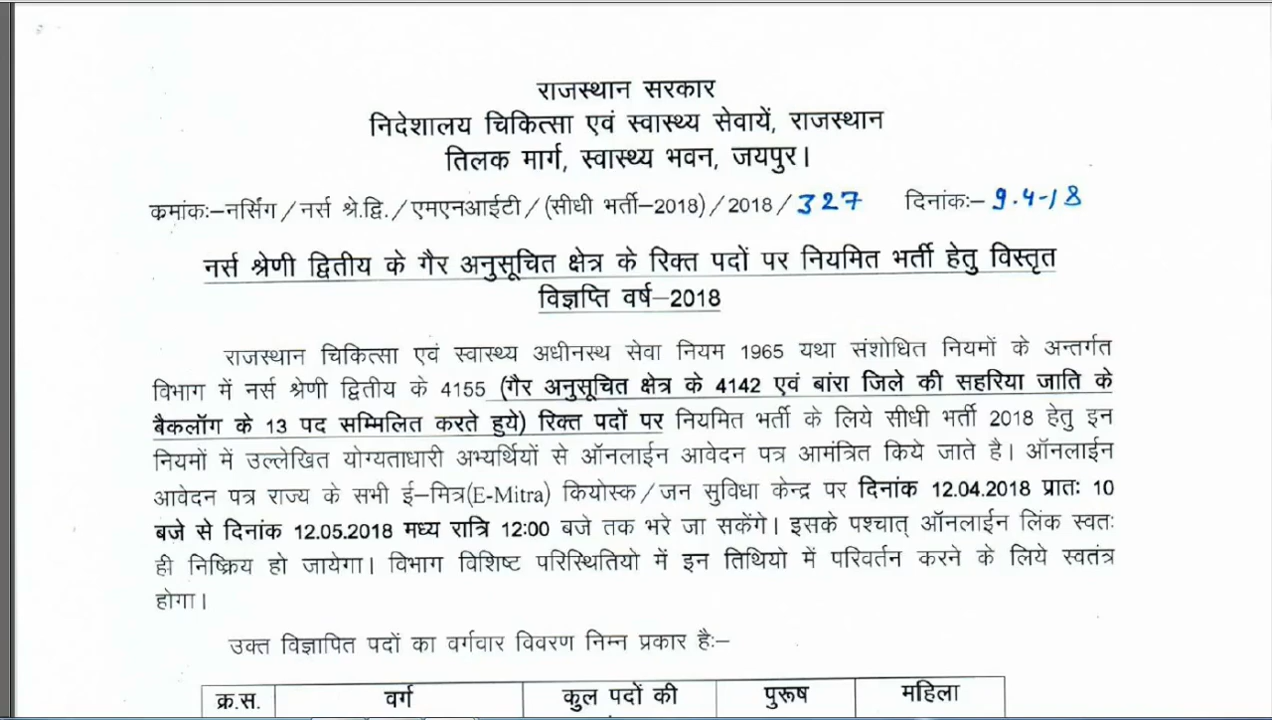 राजस्थान सरकार
निदेशालय चिकित्सा एवं स्वास्थ्य सेवायें, राजस्थान
तिलक मार्ग, स्वास्थ्य भवन, जयपुर।
क्रमांकः–नर्सिंग/नर्स श्रे.द्वि./एमएनआईटी/(सीधी भर्ती–2018)/2018/327 दिनांकः– 9.4-18
नर्स श्रेणी द्वितीय के गैर अनुसूचित क्षेत्र के रिक्त पदों पर नियमित भर्ती हेतु विस्तृत
विज्ञप्ति वर्ष–2018
राजस्थान चिकित्सा एवं स्वास्थ्य अधीनस्थ सेवा नियम 1965 यथा संशोधित नियमों के अन्तर्गत
विभाग में नर्स श्रेणी द्वितीय के 4155 (गैर अनुसूचित क्षेत्र के 4142 एवं बांरा जिले की सहरिया जाति के
बैकलॉग के 13 पद सम्मिलित करते हुये) रिक्त पदों पर नियमित भर्ती के लिये सीधी भर्ती 2018 हेतु इन
नियमों में उल्लेखित योग्यताधारी अभ्यर्थियों से ऑनलाईन आवेदन पत्र आमंत्रित किये जाते है। ऑनलाईन
आवेदन पत्र राज्य के सभी ई–मित्र(E-Mitra) कियोस्क/जन सुविधा केन्द्र पर दिनांक 12.04.2018 प्रातः 10
बजे से दिनांक 12.05.2018 मध्य रात्रि 12:00 बजे तक भरे जा सकेंगे। इसके पश्चात् ऑनलाईन लिंक स्वतः
ही निष्क्रिय हो जायेगा। विभाग विशिष्ट परिस्थितियो में इन तिथियो में परिवर्तन करने के लिये स्वतंत्र
होगा।
उक्त विज्ञापित पदों का वर्गवार विवरण निम्न प्रकार है:–
क्र.स. वर्ग कुल पदों की पुरूष महिला